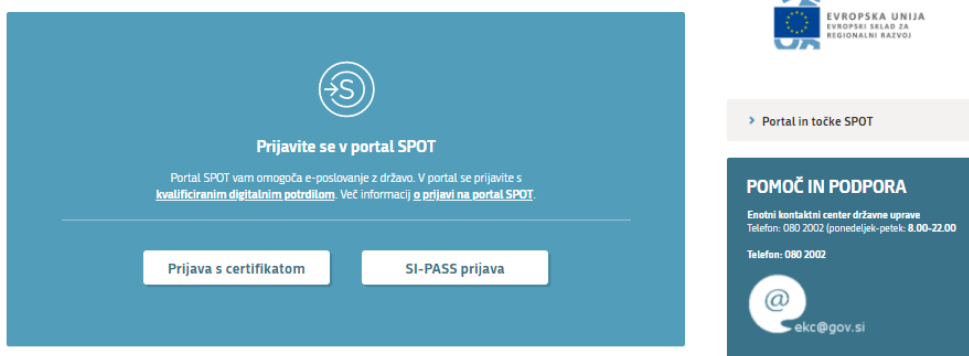 EVROPSKA UNIJA
EVROPSKI SKLAD ZA
REGIONALNI RAZVOJ
S
Prijavite se v portal SPOT
Portal SPOT vam omogoča e-poslovanje z državo. V portal se prijavite s
kvalificiranim digitalnim potrdilom. Več informacij o prijavi na portal SPOT.
Prijava s certifikatom
SI-PASS prijava
Portal in točke SPOT
POMOČ IN PODPORA
Enotni kontaktni center državne uprave
Telefon: 080 2002 (ponedeljek-petek: 8.00-22.00
Telefon: 080 2002
@
ekc@gov.si